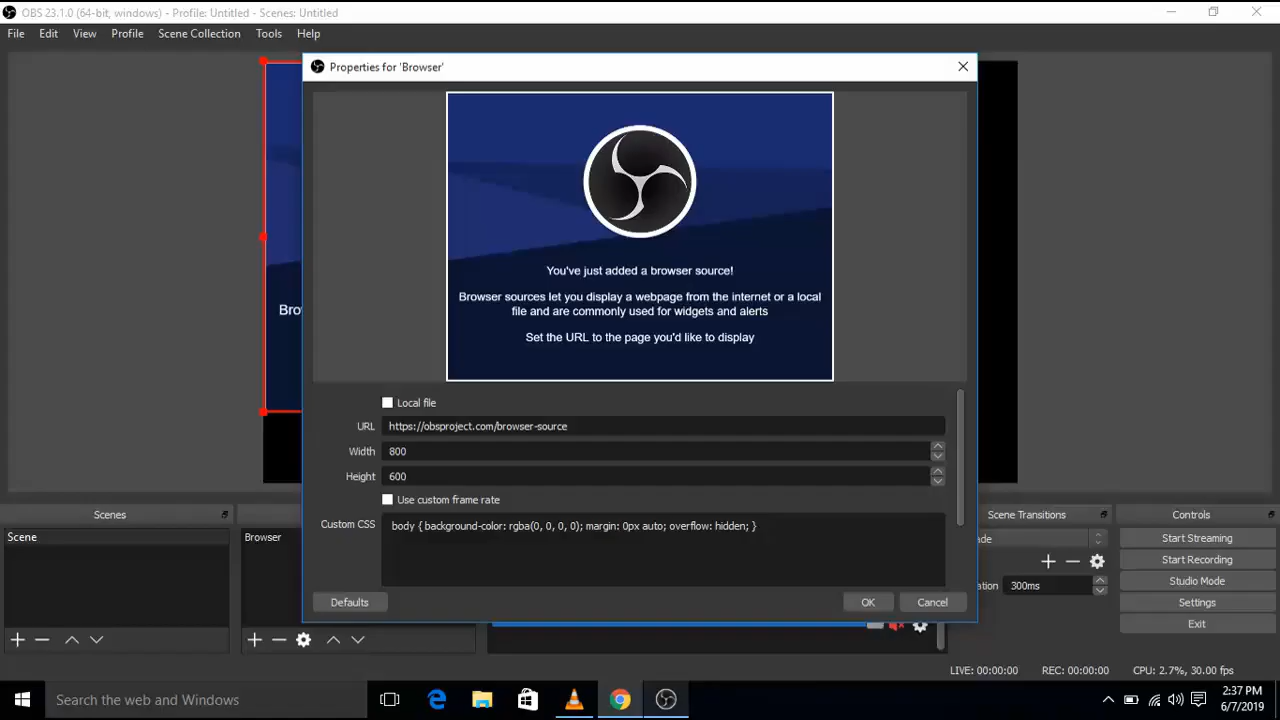 OBS 23.1.0 (64-bit, windows) - Profile: Untitled - Scenes: Untitled
File Edit View Profile Scene Collection Tools Help
Properties for 'Browser'
You've just added a browser source!
Browser sources let you display a webpage from the internet or a local
file and are commonly used for widgets and alerts
Set the URL to the page you'd like to display
Bro
Local file
URL https://obsproject.com/browser-source
Width 800
Height 600
Use custom frame rate
Custom CSS body { background-color: rgba(0, 0, 0, 0); margin: 0px auto; overflow: hidden; }
Defaults OK Cancel
Scenes
Scene
Browser
Scene Transitions
ade
ation 300ms
Controls
Start Streaming
Start Recording
Studio Mode
Settings
Exit
LIVE: 00:00:00 REC: 00:00:00 CPU: 2.7%, 30.00 fps
Search the web and Windows
2:37 PM
6/7/2019